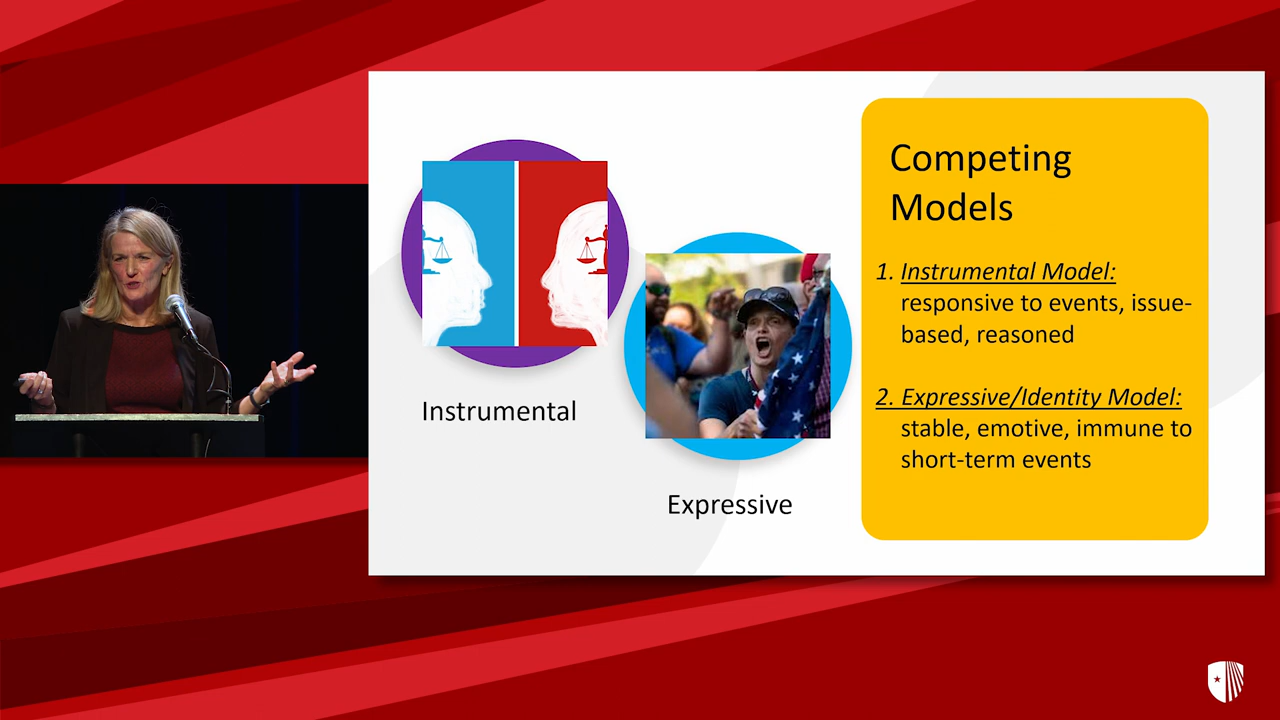 Competing
Models
1. Instrumental Model:
responsive to events, issue-
based, reasoned
2. Expressive/Identity Model:
stable, emotive, immune to
short-term events
Instrumental
Expressive